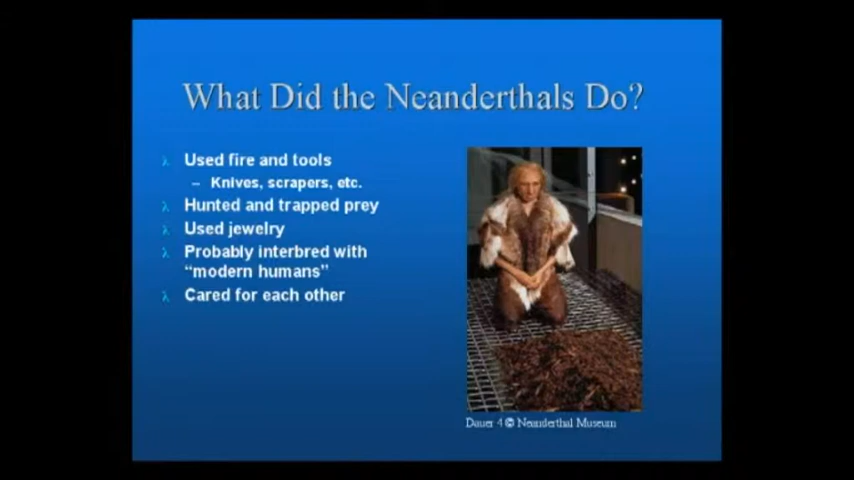 What Did the Neanderthals Do?
λ Used fire and tools
– Knives, scrapers, etc.
λ Hunted and trapped prey
λ Used jewelry
λ Probably interbred with
“modern humans”
λ Cared for each other
Dauer 4 © Neanderthal Museum